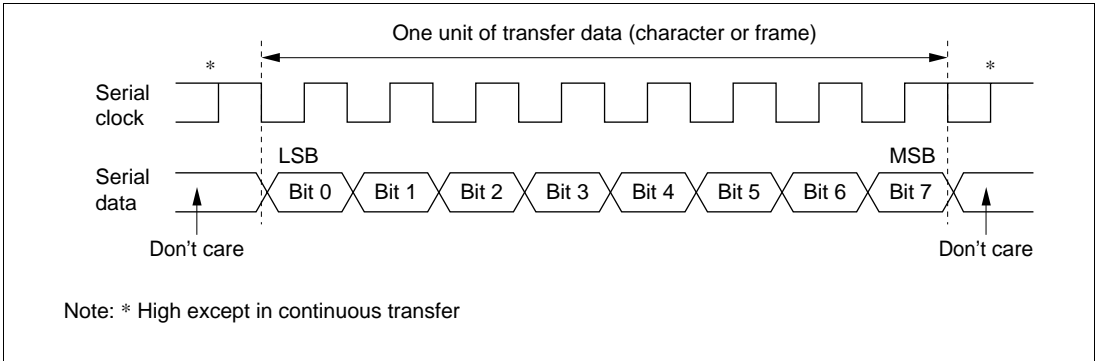 One unit of transfer data (character or frame)
* *
Serial
clock
LSB MSB
Serial
data
Bit 0 Bit 1 Bit 2 Bit 3 Bit 4 Bit 5 Bit 6 Bit 7
Don't care Don't care
Note: * High except in continuous transfer